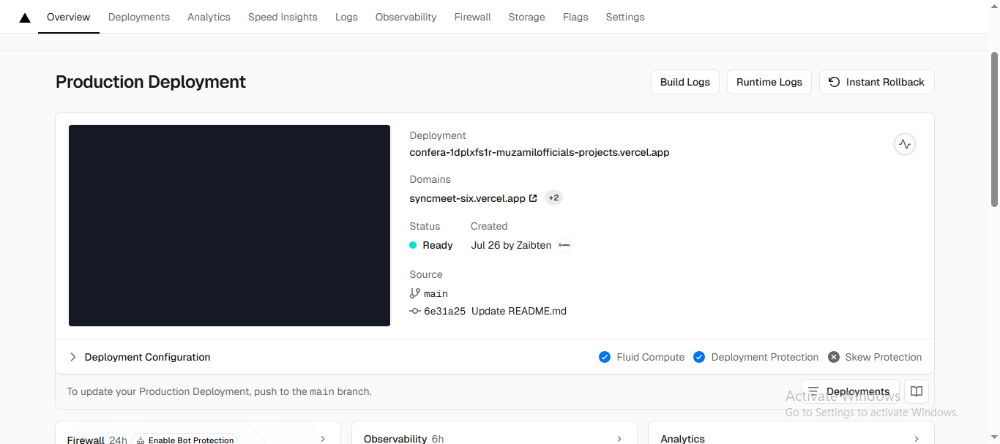 Overview Deployments Analytics Speed Insights Logs Observability Firewall Storage Flags Settings
Production Deployment
Build Logs Runtime Logs Instant Rollback
Deployment
confera-1dplxfs1r-muzamilofficials-projects.vercel.app
Domains
syncmeet-six.vercel.app +2
Status Created
Ready Jul 26 by Zaibten
Source
main
6e31a25 Update README.md
Deployment Configuration Fluid Compute Deployment Protection Skew Protection
To update your Production Deployment, push to the main branch. Deployments
Activate Windows
Go to Settings to activate Windows.
Firewall 24h Enable Bot Protection Observability 6h Analytics